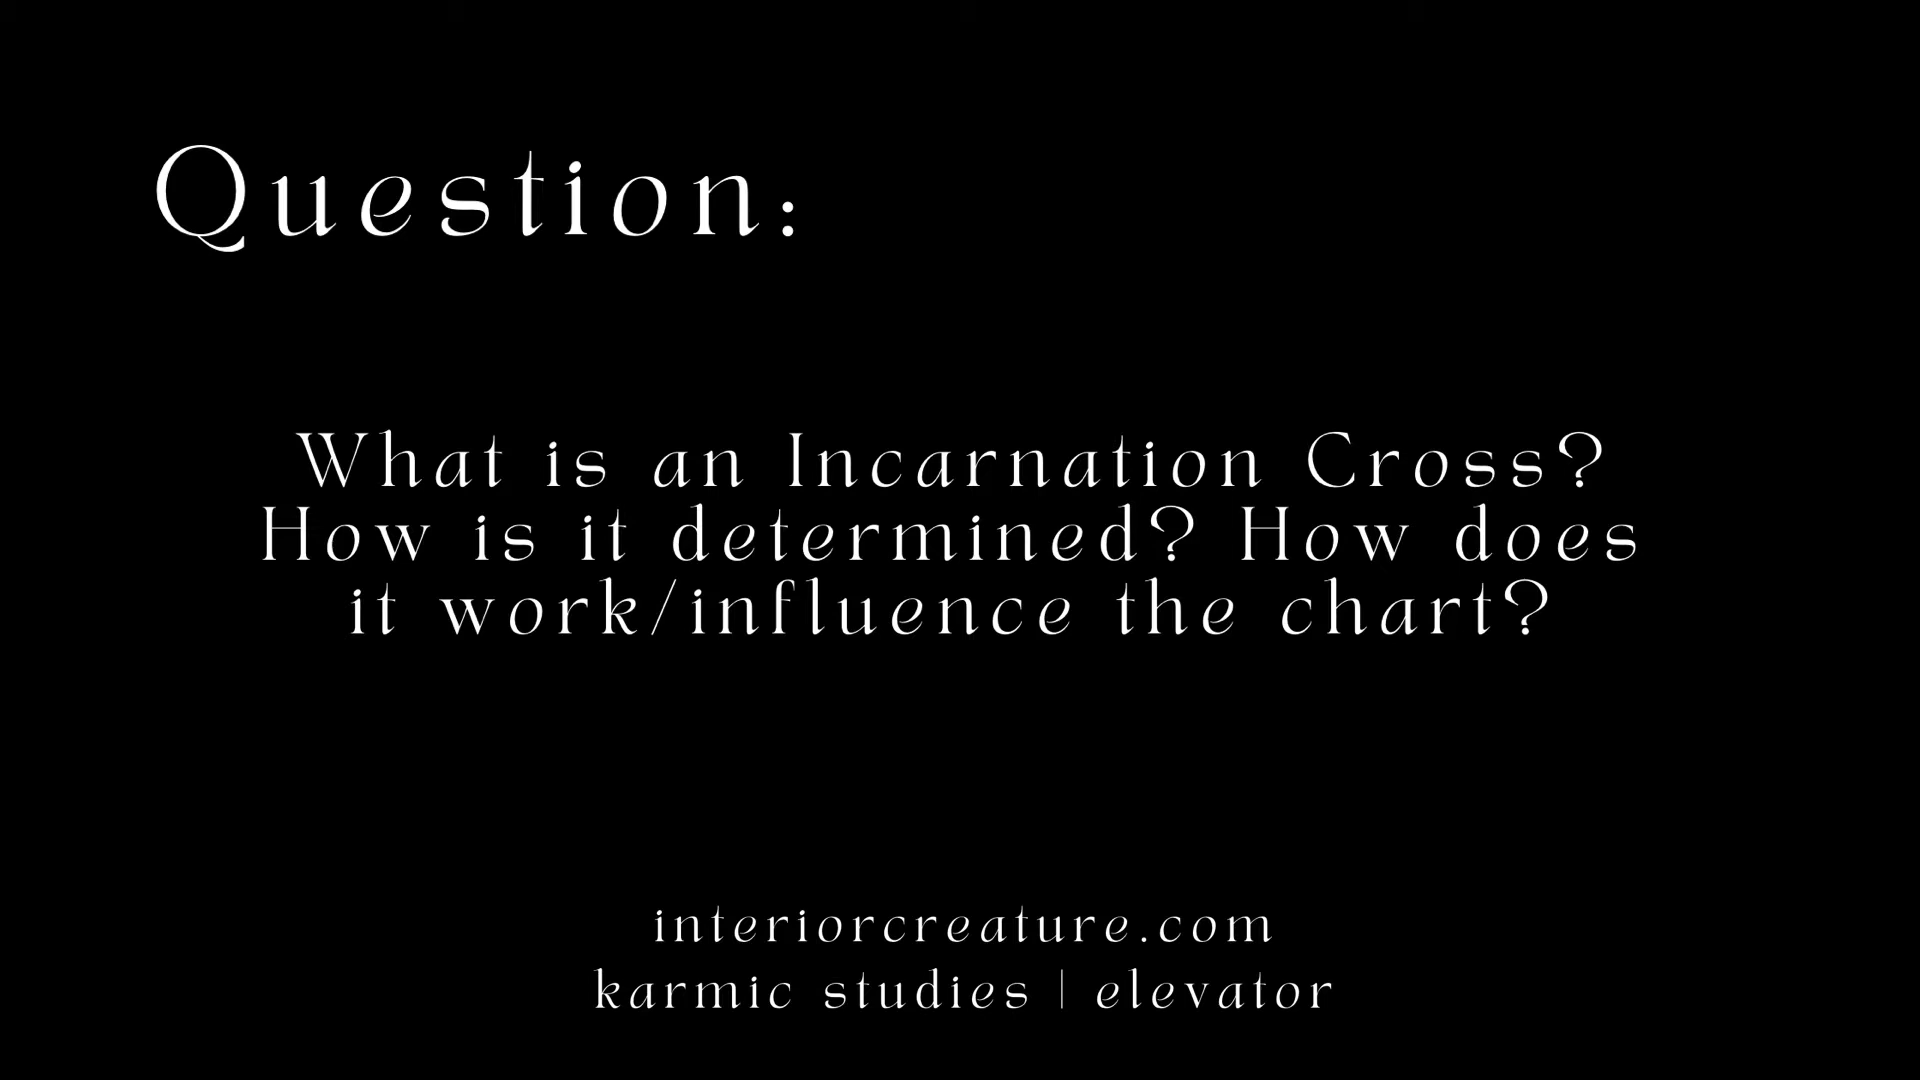 Question:
What is an Incarnation Cross?
How is it determined? How does
it work/influence the chart?
interiorcreature.com
karmic studies | elevator